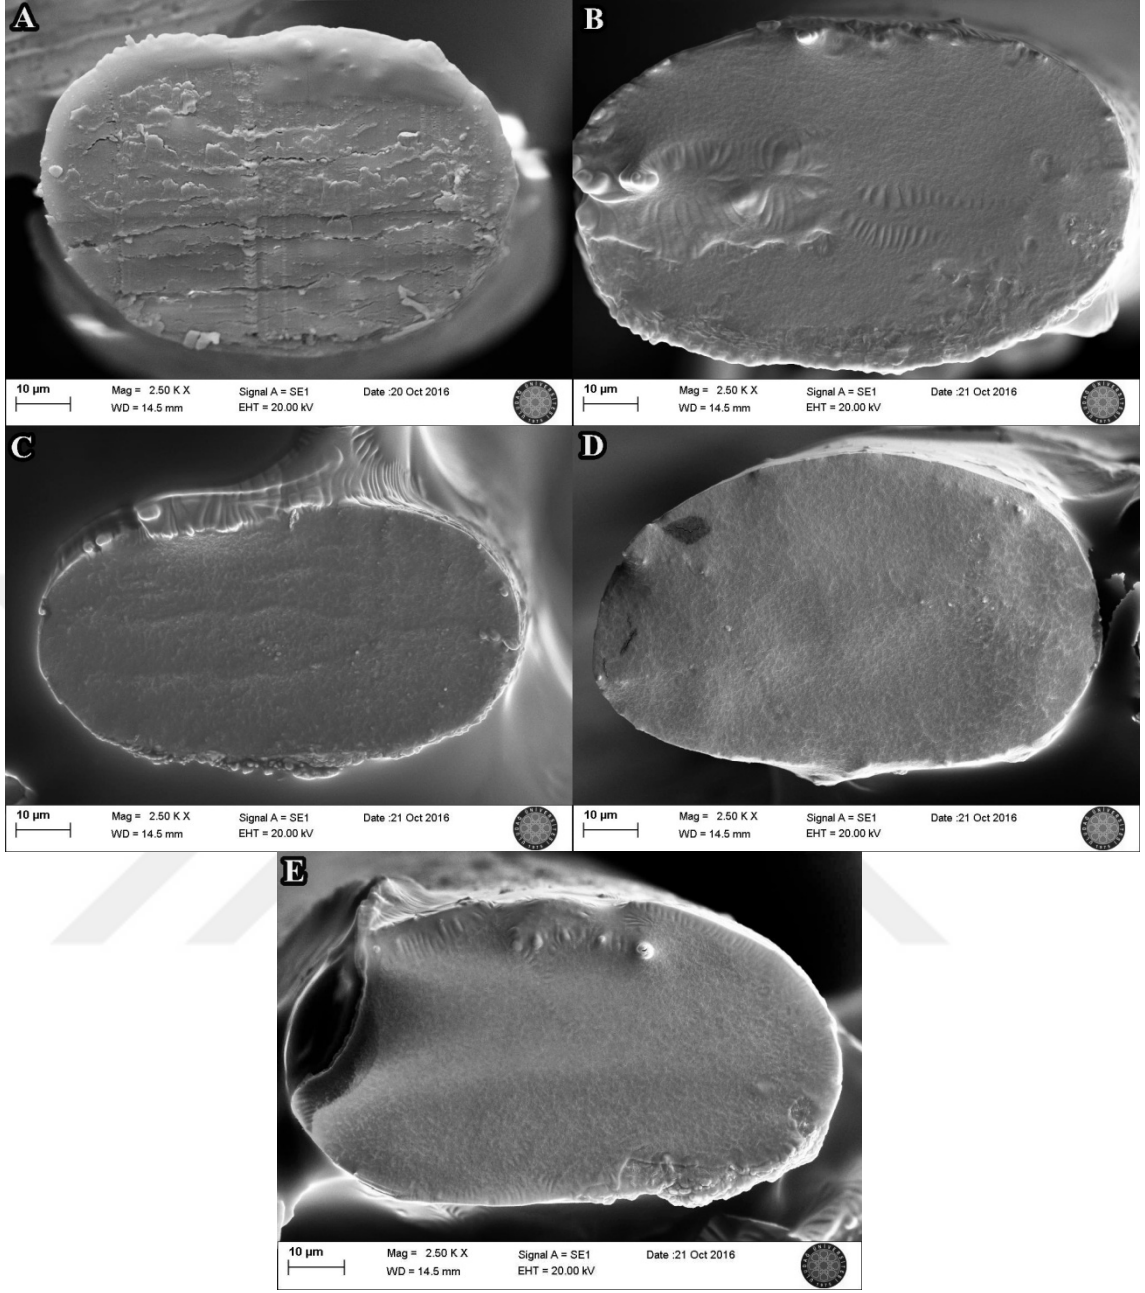 A
10 µm
Mag = 2.50 K X
Signal A = SE1
Date :20 Oct 2016
WD = 14.5 mm
EHT = 20.00 kV
B
10 µm
Mag = 2.50 K X
Signal A = SE1
Date :21 Oct 2016
WD = 14.5 mm
EHT = 20.00 kV
C
10 µm
Mag = 2.50 K X
Signal A = SE1
Date :21 Oct 2016
WD = 14.5 mm
EHT = 20.00 kV
D
10 µm
Mag = 2.50 K X
Signal A = SE1
Date :21 Oct 2016
WD = 14.5 mm
EHT = 20.00 kV
E
10 µm
Mag = 2.50 K X
Signal A = SE1
Date :21 Oct 2016
WD = 14.5 mm
EHT = 20.00 kV